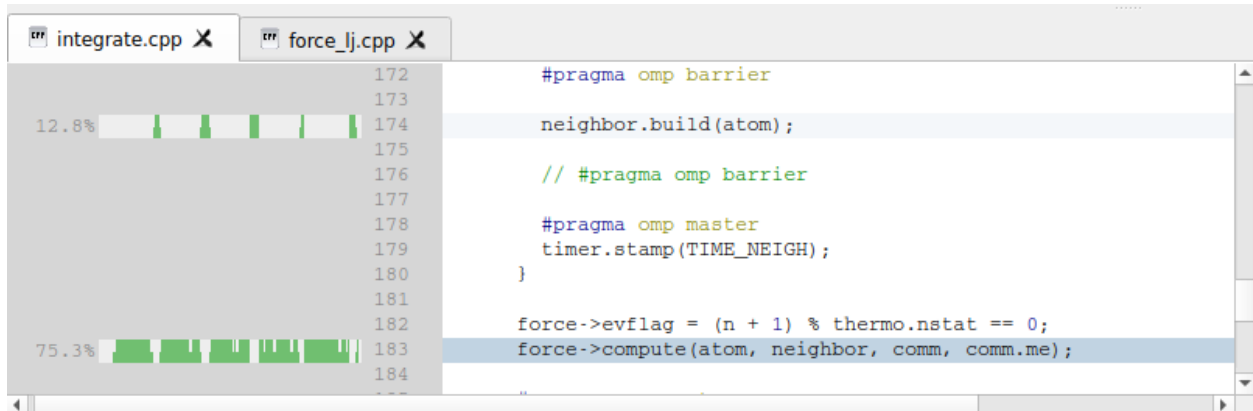 integrate.cpp force_lj.cpp
172 #pragma omp barrier
173
12.8% 174 neighbor.build(atom);
175
176 // #pragma omp barrier
177
178 #pragma omp master
179 timer.stamp(TIME_NEIGH);
180 }
181
182 force->evflag = (n + 1) % thermo.nstat == 0;
75.3% 183 force->compute(atom, neighbor, comm, comm.me);
184